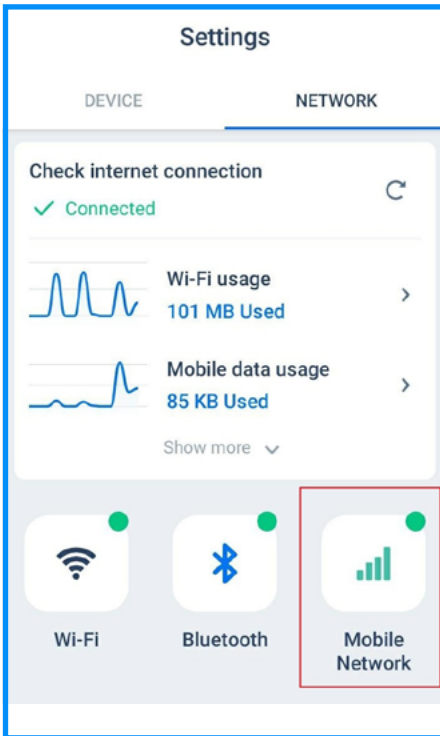 Settings
DEVICE
NETWORK
Check internet connection
Connected
Wi-Fi usage
101 MB Used
Mobile data usage
85 KB Used
Show more
Wi-Fi
Bluetooth
Mobile
Network